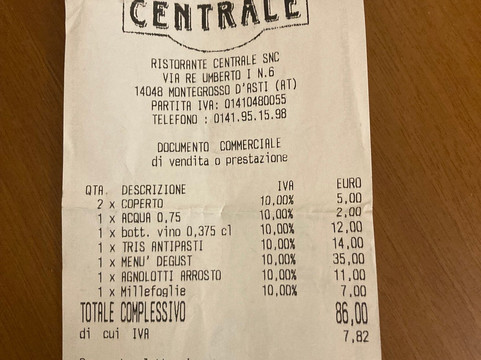 CENTRALE
RISTORANTE CENTRALE SNC
VIA RE UMBERTO I N.6
14048 MONTEGROSSO D'ASTI (AT)
PARTITA IVA: 01410480055
TELEFONO : 0141.95.15.98
DOCUMENTO COMMERCIALE
di vendita o prestazione
QTA. DESCRIZIONE IVA EURO
2 x COPERTO 10,00% 5,00
1 x ACQUA 0,75 10,00% 2,00
1 x bott. vino 0,375 cl 10,00% 12,00
1 x TRIS ANTIPASTI 10,00% 14,00
1 x MENU' DEGUST 10,00% 35,00
1 x AGNOLOTTI ARROSTO 10,00% 11,00
1 x Millefoglie 10,00% 7,00
TOTALE COMPLESSIVO 86,00
di cui IVA 7,82